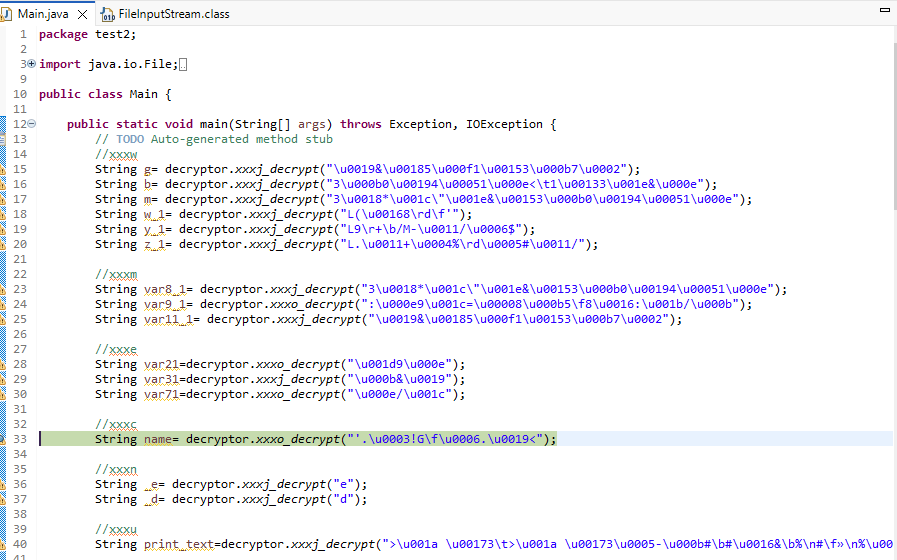 Main.java FileInputStream.class
1 package test2;
2
3 import java.io.File;
9
10 public class Main {
11
12 public static void main(String[] args) throws Exception, IOException {
13 // TODO Auto-generated method stub
14 //xxxw
15 String g= decryptor.xxxj_decrypt("\u0019&\u00185\u000f1\u00153\u000b7\u0002");
16 String b= decryptor.xxxj_decrypt("3\u000b0\u00194\u00051\u000e<\t1\u00133\u001e&\u000e");
17 String m= decryptor.xxxj_decrypt("3\u0018*\u001c\"\u001e&\u00153\u000b0\u00194\u00051\u000e");
18 String w_1= decryptor.xxxj_decrypt("L(\u00168\rd\f'");
19 String y_1= decryptor.xxxj_decrypt("L9\r+\b/M-\u0011/\u0006$");
20 String z_1= decryptor.xxxj_decrypt("L.\u0011+\u0004%\rd\u0005#\u0011/");
21
22 //xxxm
23 String var8_1= decryptor.xxxj_decrypt("3\u0018*\u001c\"\u001e&\u00153\u000b0\u00194\u00051\u000e");
24 String var9_1= decryptor.xxxo_decrypt(":\u000e9\u001c=\u00008\u000b5\f8\u0016:\u001b/\u000b");
25 String var11_1= decryptor.xxxj_decrypt("\u0019&\u00185\u000f1\u00153\u000b7\u0002");
26
27 //xxxe
28 String var21=decryptor.xxxo_decrypt("\u001d9\u000e");
29 String var31=decryptor.xxxj_decrypt("\u000b&\u0019");
30 String var71=decryptor.xxxo_decrypt("\u000e/\u001c");
31
32 //xxxc
33 String name= decryptor.xxxo_decrypt("'.\u0003!G\f\u0006.\u0019<");
34
35 //xxxn
36 String _e= decryptor.xxxj_decrypt("e");
37 String _d= decryptor.xxxj_decrypt("d");
38
39 //xxxu
40 String print_text=decryptor.xxxj_decrypt(">\u001a \u00173\t>\u001a \u00173\u0005-\u000b#\b#\u0016&\b%\n#\f»\n%\u00
41